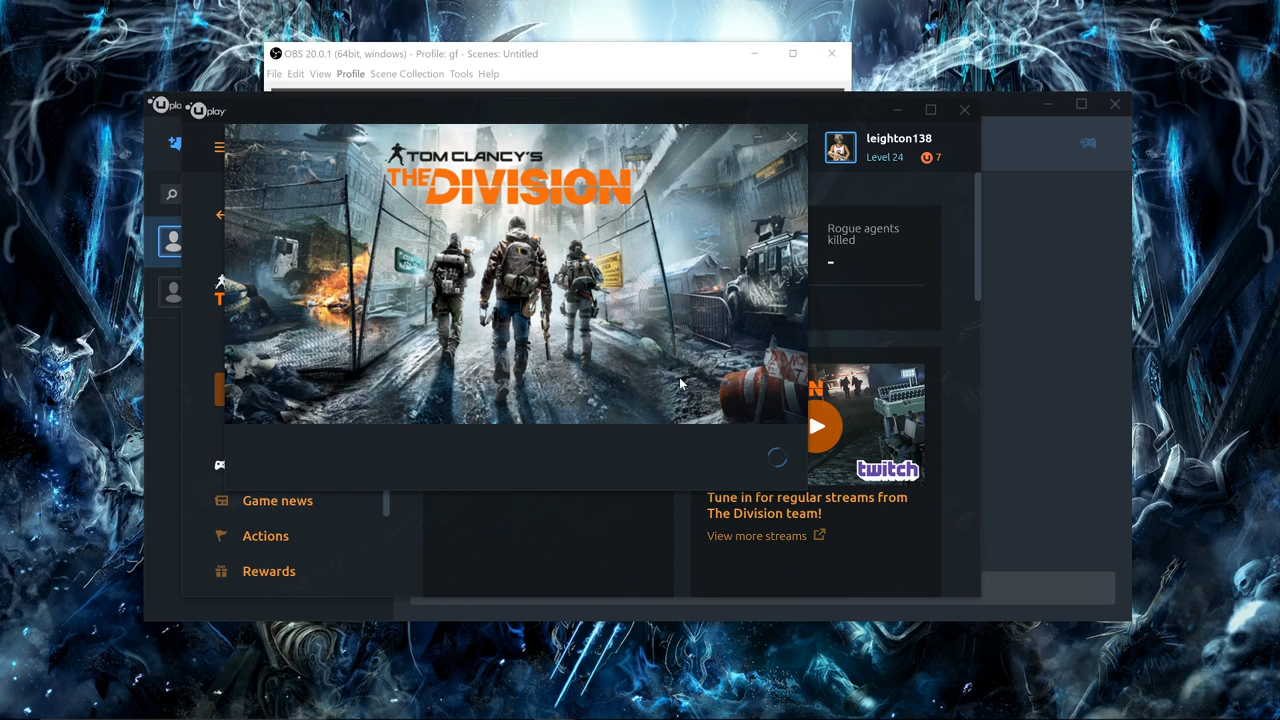 OBS 20.0.1 (64bit, windows) - Profile: gf - Scenes: Untitled
File Edit View Profile Scene Collection Tools Help
uplay
leighton138
Level 24 7
TOM CLANCY'S
THE DIVISION
Rogue agents
killed
-
twitch
Game news
Actions
Rewards
Tune in for regular streams from
The Division team!
View more streams